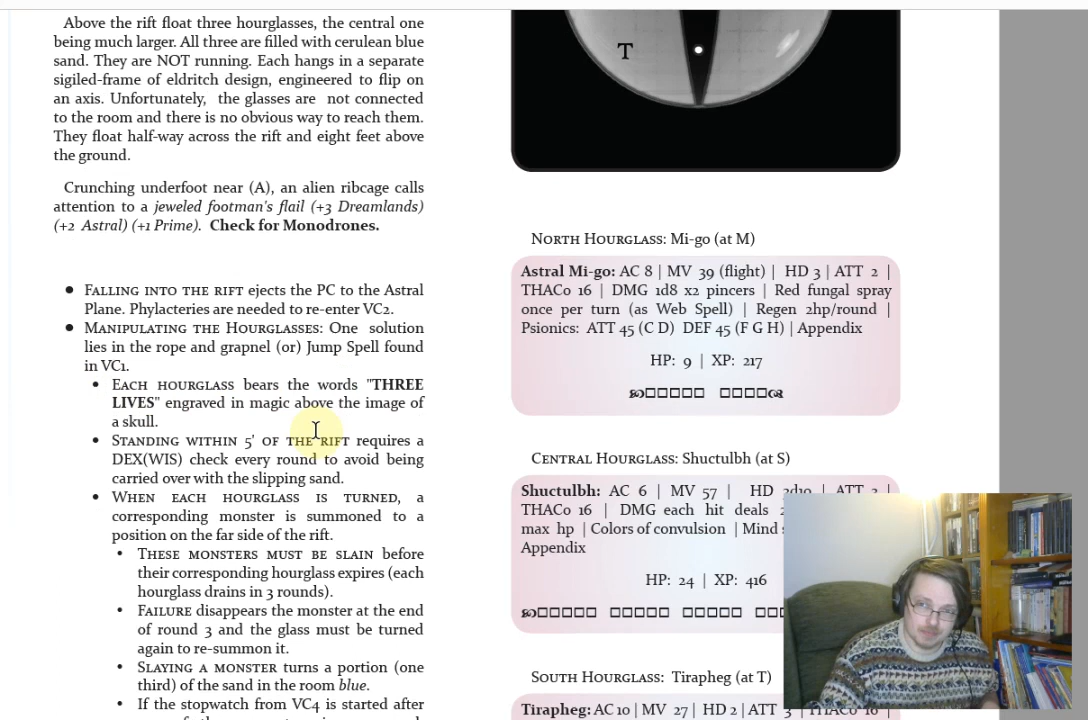 Above the rift float three hourglasses, the central one
being much larger. All three are filled with cerulean blue
sand. They are NOT running. Each hangs in a separate
sigiled-frame of eldritch design, engineered to flip on
an axis. Unfortunately, the glasses are not connected
to the room and there is no obvious way to reach them.
They float half-way across the rift and eight feet above
the ground.
Crunching underfoot near (A), an alien ribcage calls
attention to a jeweled footman's flail (+3 Dreamlands)
(+2 Astral) (+1 Prime). Check for Monodrones.
• Falling into the rift ejects the PC to the Astral
Plane. Phylacteries are needed to re-enter VC2.
• Manipulating the Hourglasses: One solution
lies in the rope and grapnel (or) Jump Spell found
in VC1.
• Each hourglass bears the words "THREE
LIVES" engraved in magic above the image of
a skull.
• Standing within 5' of the rift requires a
DEX(WIS) check every round to avoid being
carried over with the slipping sand.
• When each hourglass is turned, a
corresponding monster is summoned to a
position on the far side of the rift.
• These monsters must be slain before
their corresponding hourglass expires (each
hourglass drains in 3 rounds).
• Failure disappears the monster at the end
of round 3 and the glass must be turned
again to re-summon it.
• Slaying a monster turns a portion (one
third) of the sand in the room blue.
• If the stopwatch from VC4 is started after
T
North Hourglass: Mi-go (at M)
Astral Mi-go: AC 8 | MV 39 (flight) | HD 3 | ATT 2 |
THAC0 16 | DMG 1d8 x2 pincers | Red fungal spray
once per turn (as Web Spell) | Regen 2hp/round |
Psionics: ATT 45 (C D) DEF 45 (F G H) | Appendix
HP: 9 | XP: 217
Central Hourglass: Shuctulbh (at S)
Shuctulbh: AC 6 | MV 57 | HD 3d10 | ATT 2 |
THAC0 16 | DMG each hit deals
max hp | Colors of convulsion | Mind
Appendix
HP: 24 | XP: 416
South Hourglass: Tirapheg (at T)
Tirapheg: AC 10 | MV 27 | HD 2 | ATT 3 | THAC0 16 |